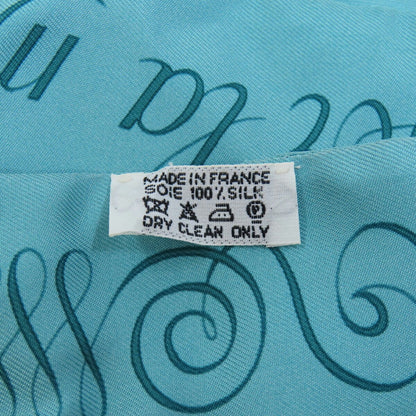 MADE IN FRANCE
SOIE 100% SILK
P
DRY CLEAN ONLY